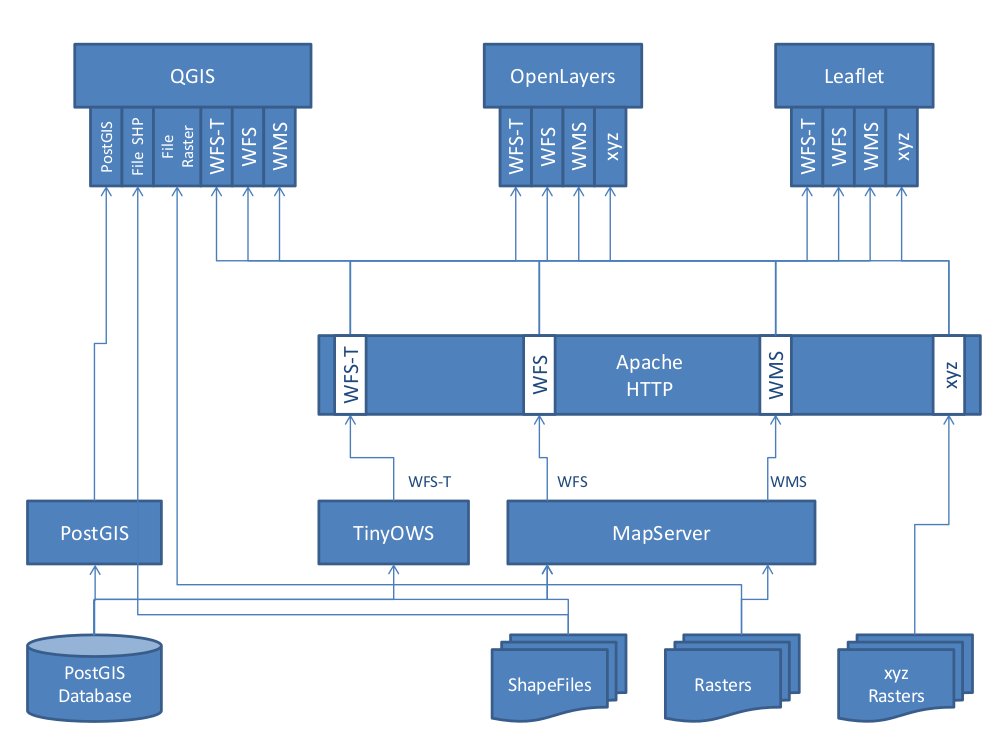 QGIS
OpenLayers
Leaflet
PostGIS
File SHP
File
Raster
WFS-T
WFS
WMS
WFS-T
WFS
WMS
xyz
WFS-T
WFS
WMS
xyz
WFS-T
WFS
Apache
HTTP
WMS
xyz
WFS-T
WFS
WMS
PostGIS
TinyOWS
MapServer
PostGIS
Database
ShapeFiles
Rasters
xyz
Rasters